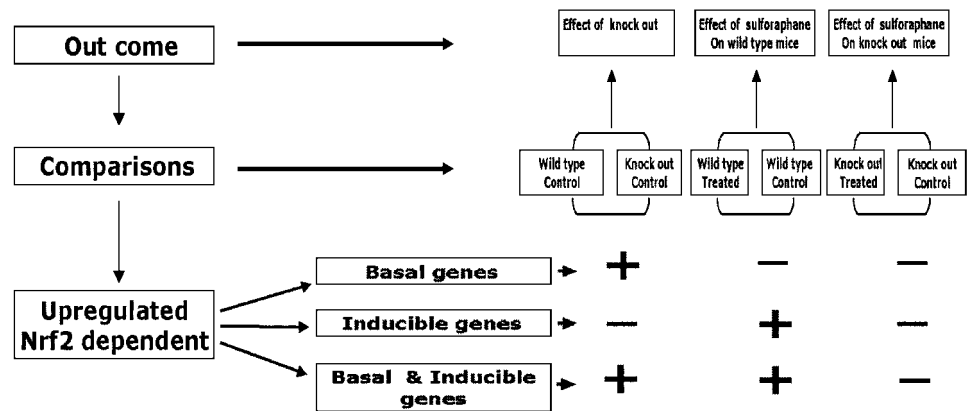 Out come
Effect of knock out
Effect of sulforaphane
On wild type mice
Effect of sulforaphane
On knock out mice
Comparisons
Wild type
Control
Knock out
Control
Wild type
Treated
Wild type
Control
Knock out
Treated
Knock out
Control
Upregulated
Nrf2 dependent
Basal genes
+ — —
Inducible genes
— + —
Basal & Inducible
genes
+ + —